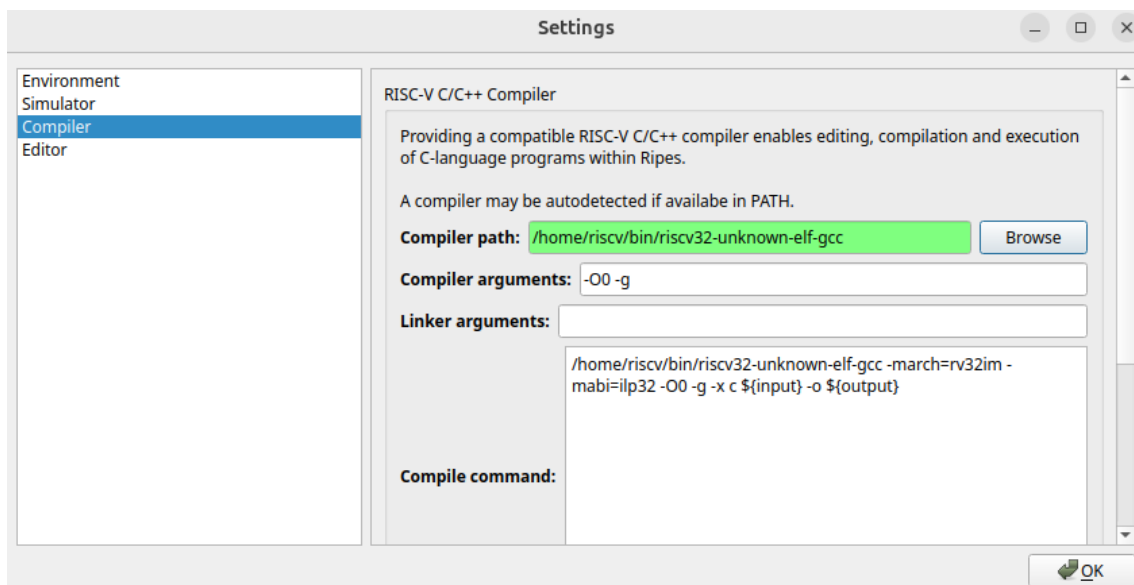 Settings
Environment
Simulator
Compiler
Editor
RISC-V C/C++ Compiler
Providing a compatible RISC-V C/C++ compiler enables editing, compilation and execution
of C-language programs within Ripes.
A compiler may be autodetected if availabe in PATH.
Compiler path: /home/riscv/bin/riscv32-unknown-elf-gcc Browse
Compiler arguments: -O0 -g
Linker arguments:
/home/riscv/bin/riscv32-unknown-elf-gcc -march=rv32im -
mabi=ilp32 -O0 -g -x c ${input} -o ${output}
Compile command:
OK